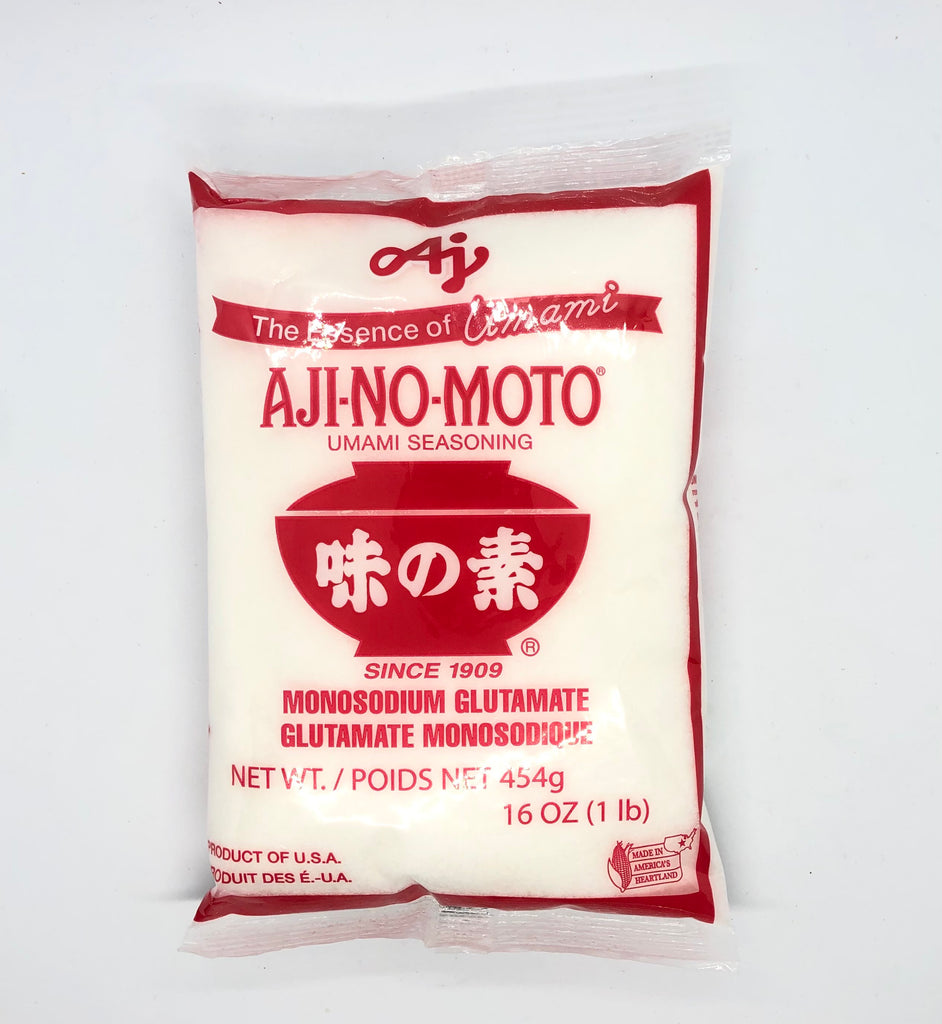 Aj
The Essence of Umami
AJI-NO-MOTO®
UMAMI SEASONING
味の素
®
SINCE 1909
MONOSODIUM GLUTAMATE
GLUTAMATE MONOSODIQUE
NET WT. / POIDS NET 454g
16 OZ (1 lb)
PRODUCT OF U.S.A.
PRODUIT DES É.-U.A.
MADE IN
AMERICA'S
HEARTLAND